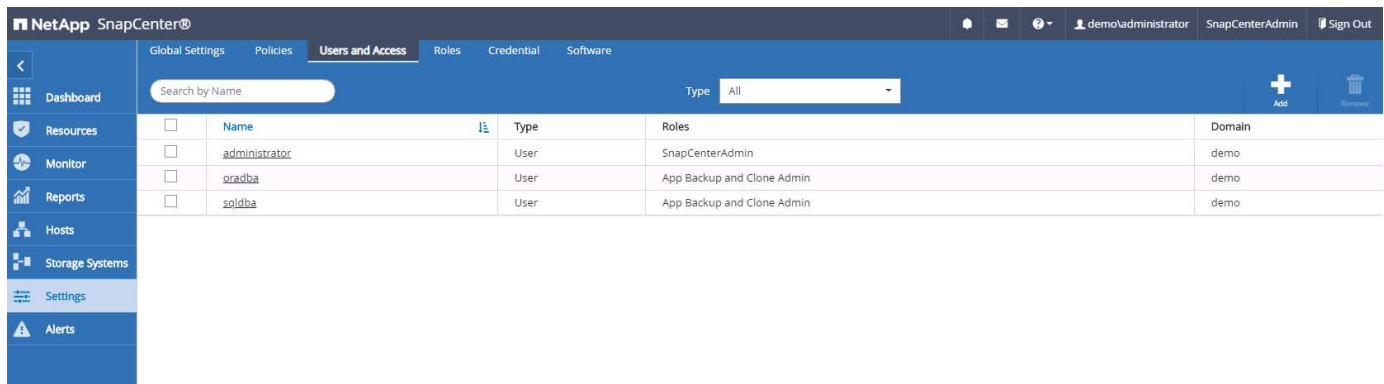 NetApp SnapCenter®
demo\administrator SnapCenterAdmin Sign Out
Global Settings Policies Users and Access Roles Credential Software
Search by Name
Type All
Add
Remove
Dashboard
Resources
Monitor
Reports
Hosts
Storage Systems
Settings
Alerts
Name Type Roles Domain
administrator User SnapCenterAdmin demo
oradba User App Backup and Clone Admin demo
sqldba User App Backup and Clone Admin demo